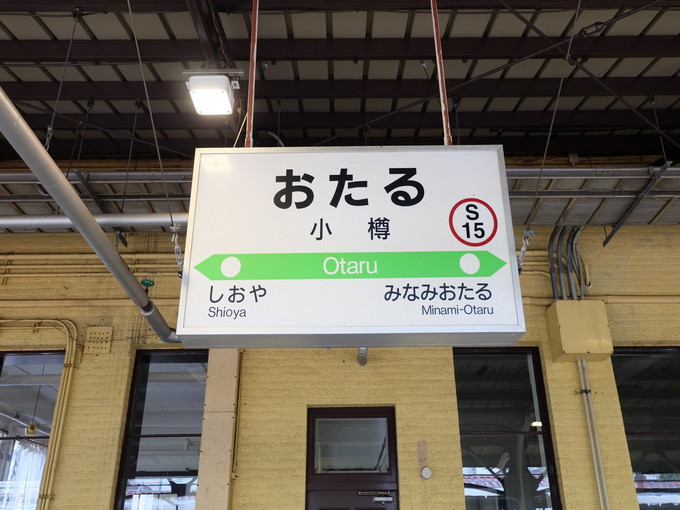 おたる
小樽
S
15
Otaru
しおや
みなみおたる
Shioya
Minami-Otaru